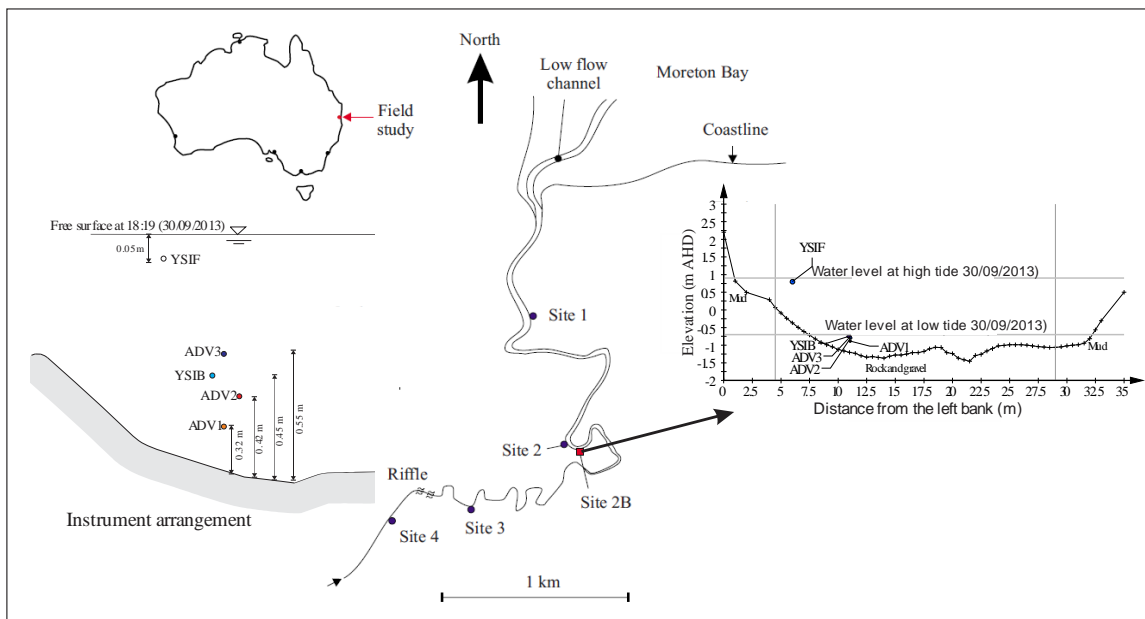 North
Low flow
channel
Moreton Bay
Field
study
Coastline
Free surface at 18:19 (30/09/2013)
0.05 m
YSIF
ADV3
YSIB
ADV2
ADV1
0.32 m
0.42 m
0.45 m
0.55 m
Instrument arrangement
Site 1
Site 2
Site 2B
Riffle
Site 3
Site 4
1 km
Elevation (m AHD)
3
2.5
2
1.5
1
0.5
0
-0.5
-1
-1.5
-2
YSIF
Water level at high tide 30/09/2013)
Mud
Water level at low tide 30/09/2013)
YSIB
ADV3
ADV2
ADV1
Rock and gravel
Mud
0 2.5 5 7.5 10 12.5 15 17.5 20 22.5 25 27.5 30 32.5 35
Distance from the left bank (m)